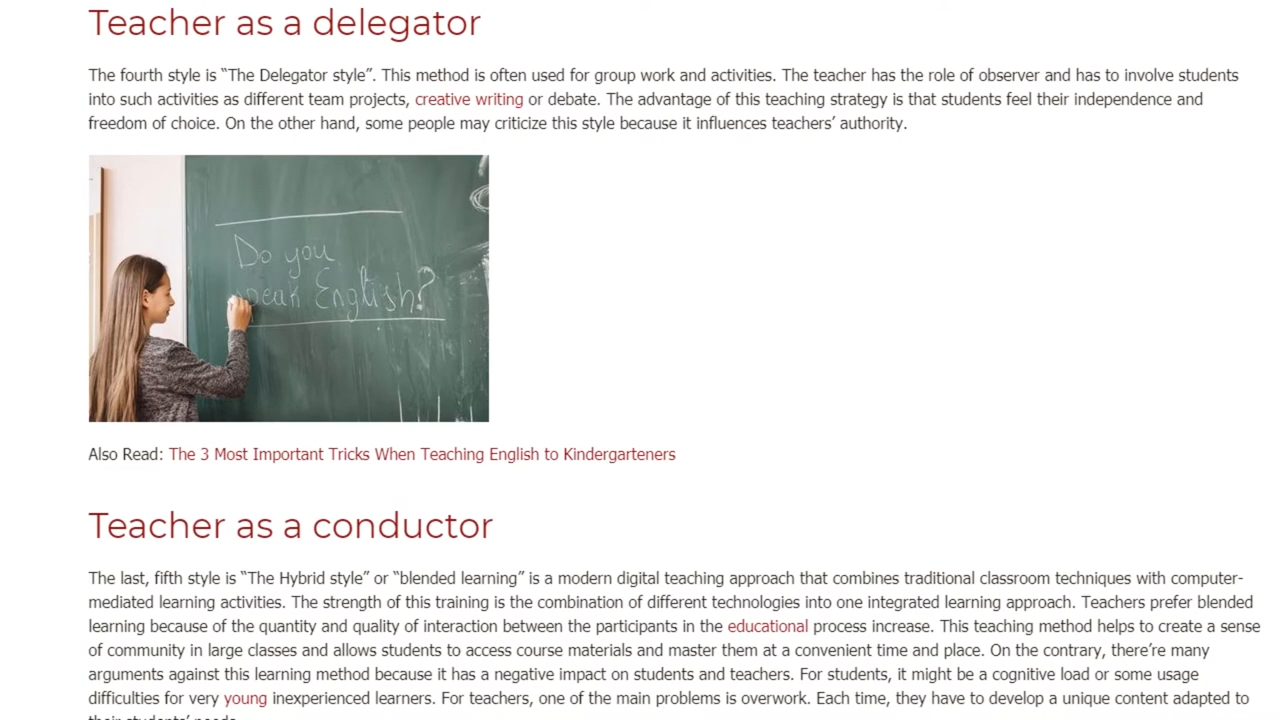 Teacher as a delegator
The fourth style is “The Delegator style”. This method is often used for group work and activities. The teacher has the role of observer and has to involve students
into such activities as different team projects, creative writing or debate. The advantage of this teaching strategy is that students feel their independence and
freedom of choice. On the other hand, some people may criticize this style because it influences teachers’ authority.
Do you
speak English?
Also Read: The 3 Most Important Tricks When Teaching English to Kindergarteners
Teacher as a conductor
The last, fifth style is “The Hybrid style” or “blended learning” is a modern digital teaching approach that combines traditional classroom techniques with computer-
mediated learning activities. The strength of this training is the combination of different technologies into one integrated learning approach. Teachers prefer blended
learning because of the quantity and quality of interaction between the participants in the educational process increase. This teaching method helps to create a sense
of community in large classes and allows students to access course materials and master them at a convenient time and place. On the contrary, there’re many
arguments against this learning method because it has a negative impact on students and teachers. For students, it might be a cognitive load or some usage
difficulties for very young inexperienced learners. For teachers, one of the main problems is overwork. Each time, they have to develop a unique content adapted to
their students’ needs.